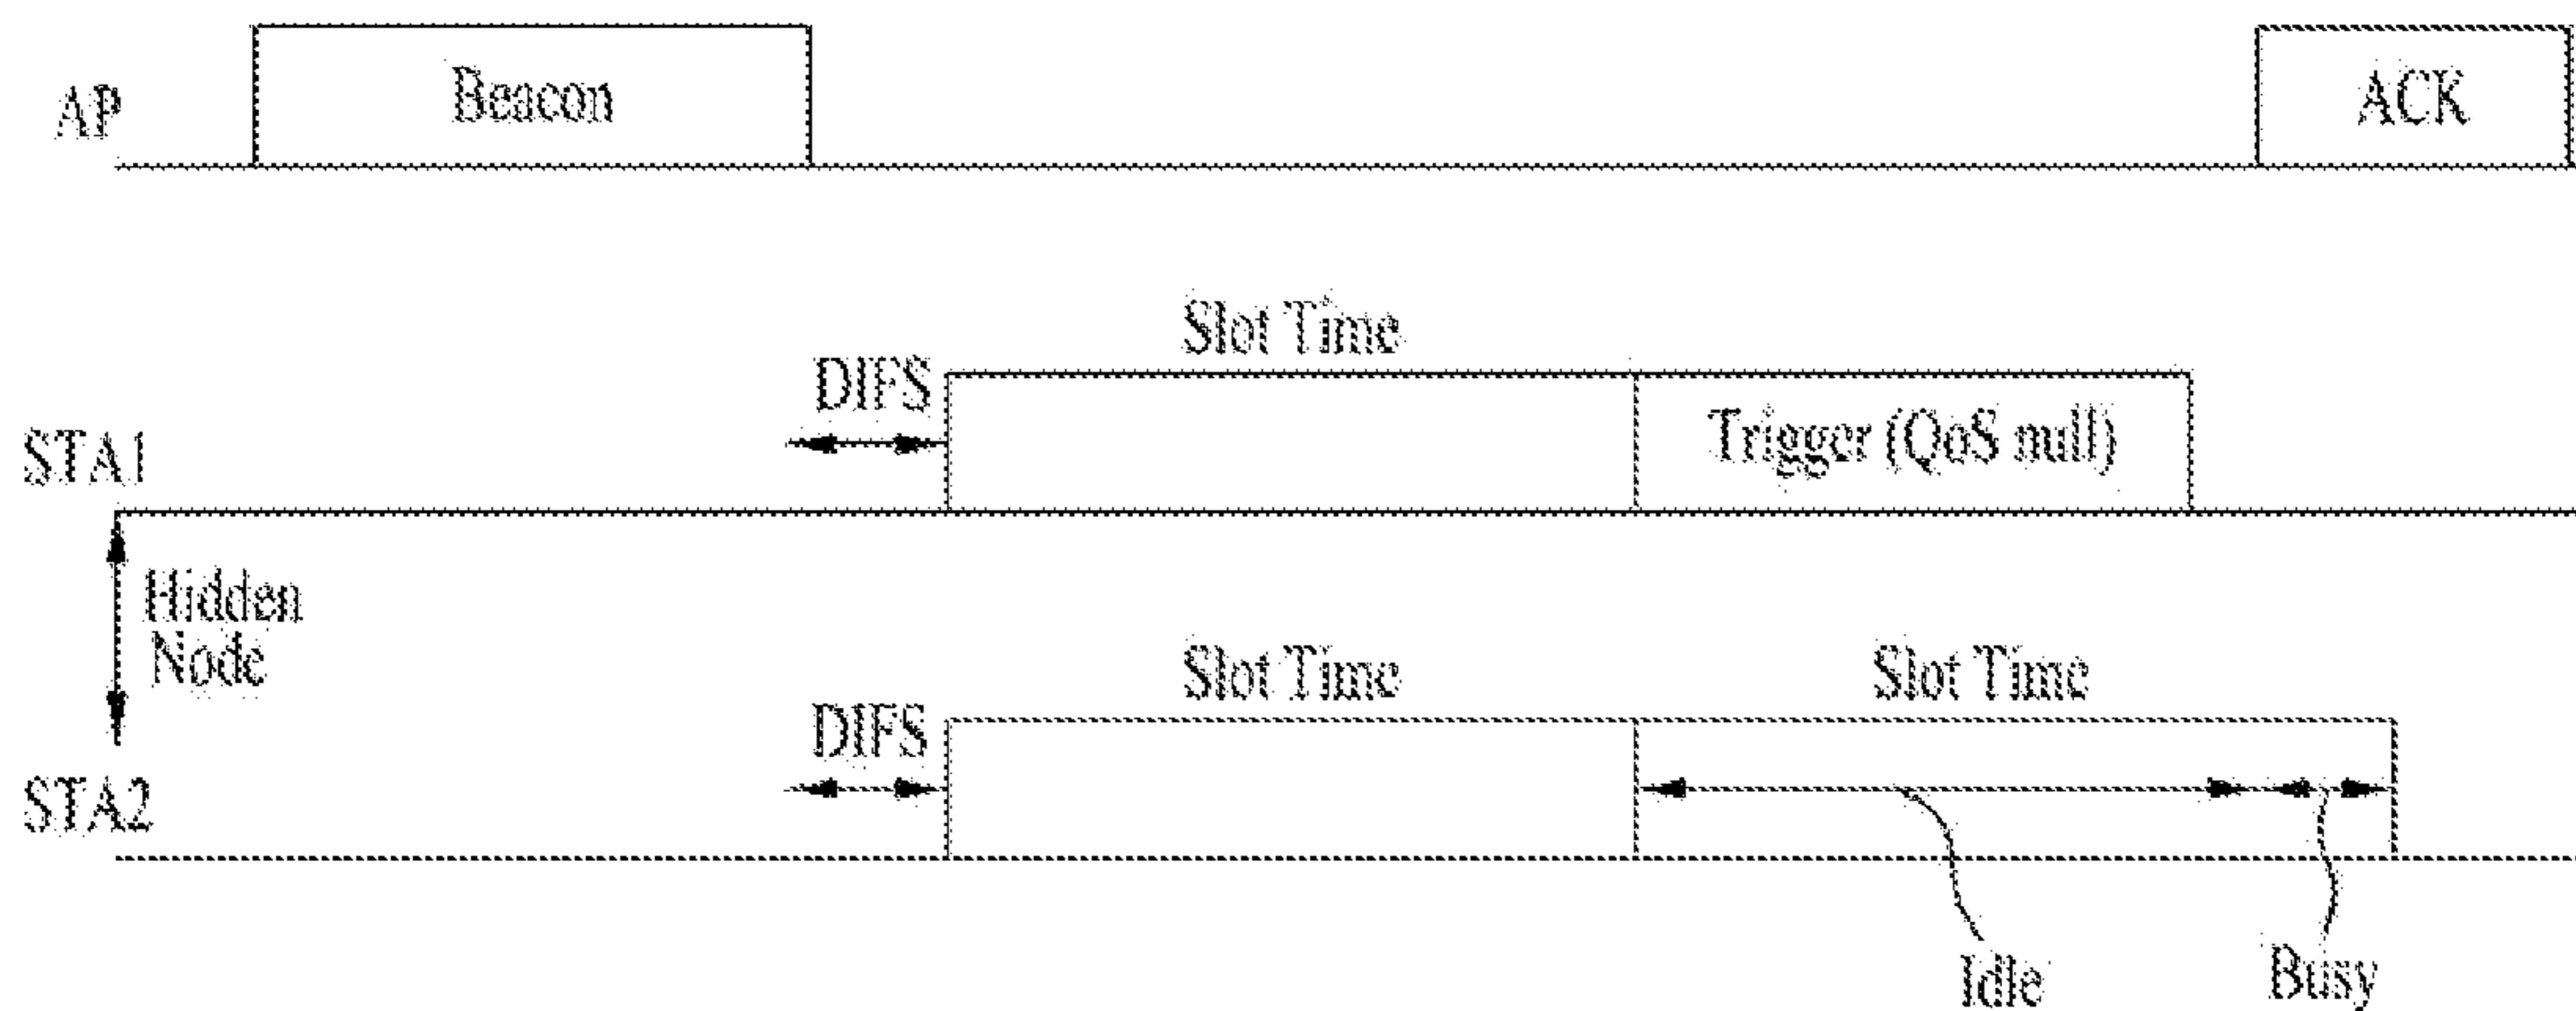 AP
Beacon
ACK
Slot Time
DIFS
STA1
Trigger (QoS null)
Hidden
Node
Slot Time
Slot Time
DIFS
STA2
Idle
Busy